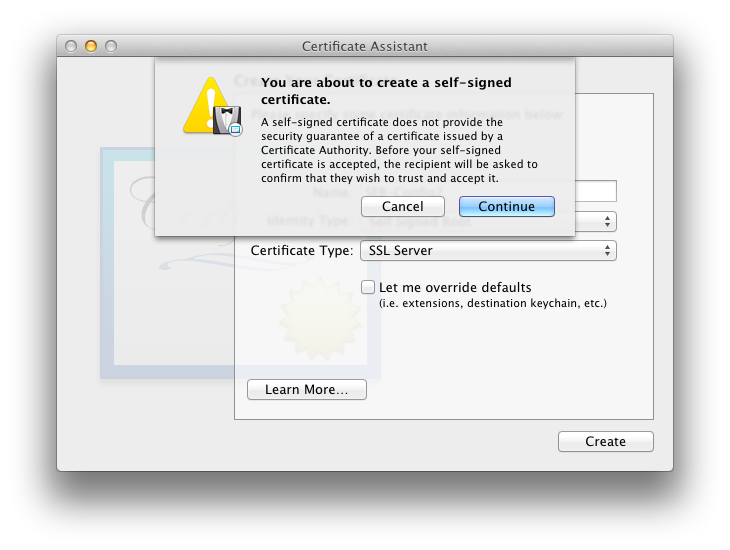 Certificate Assistant
You are about to create a self-signed
certificate.
A self-signed certificate does not provide the
security guarantee of a certificate issued by a
Certificate Authority. Before your self-signed
certificate is accepted, the recipient will be asked to
confirm that they wish to trust and accept it.
Cancel
Continue
Name:
Identity Type: Self Signed Root
Certificate Type: SSL Server
Let me override defaults
(i.e. extensions, destination keychain, etc.)
Learn More...
Create